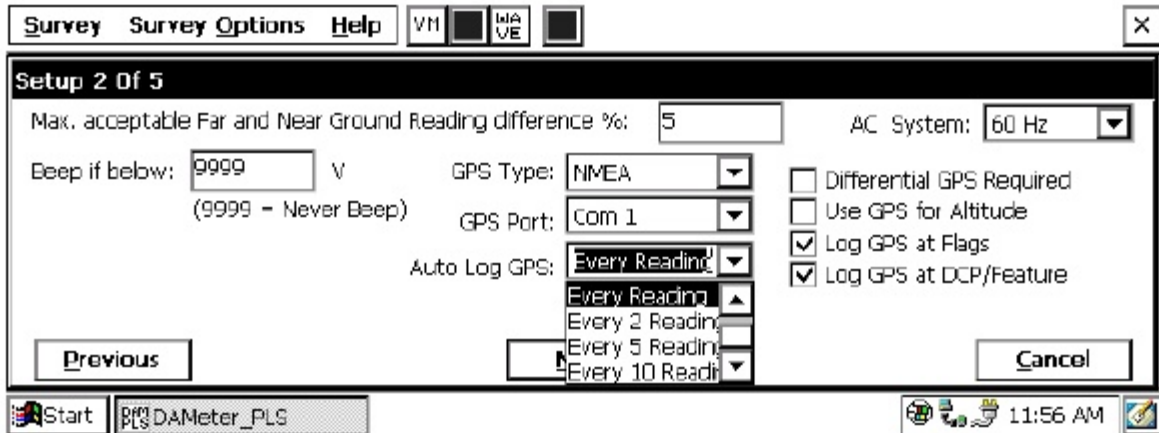 Survey Survey Options Help VM WAVE
Setup 2 Of 5
Max. acceptable Far and Near Ground Reading difference %: 5
AC System: 60 Hz
Beep if below: 9999 V
(9999 = Never Beep)
GPS Type: NMEA
GPS Port: Com 1
Auto Log GPS: Every Reading
Every Reading
Every 2 Reading
Every 5 Reading
Every 10 Readi
Differential GPS Required
Use GPS for Altitude
Log GPS at Flags
Log GPS at DCP/Feature
Previous
N
Cancel
Start DAMeter_PLS 11:56 AM